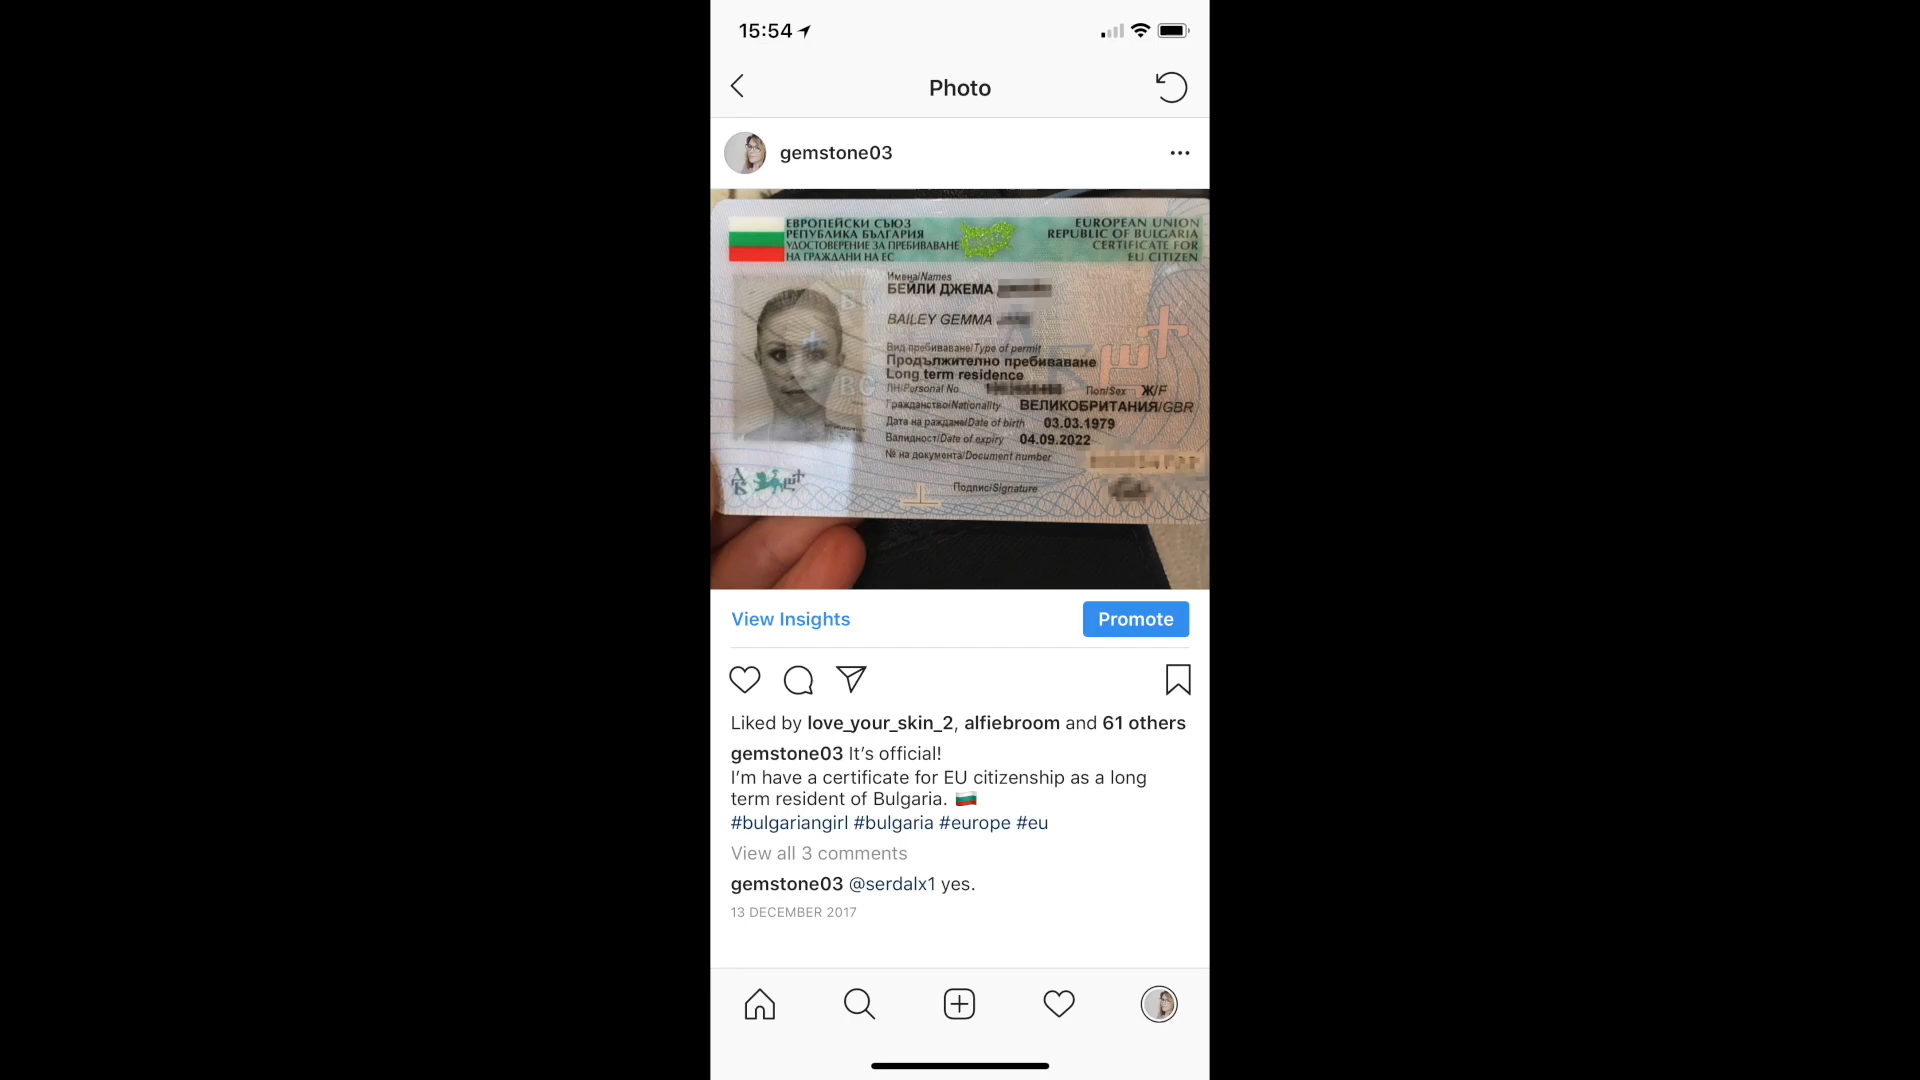 15:54
Photo
gemstone03
ЕВРОПЕЙСКИ СЪЮЗ
РЕПУБЛИКА БЪЛГАРИЯ
УДОСТОВЕРЕНИЕ ЗА ПРЕБИВАВАНЕ
НА ГРАЖДАНИ НА ЕС
EUROPEAN UNION
REPUBLIC OF BULGARIA
CERTIFICATE FOR
EU CITIZEN
Имена/Names
БЕЙЛИ ДЖЕМА
BAILEY GEMMA
Вид пребиваване/Type of permit
Продължително пребиваване
Long term residence
ЛН/Personal No
Пол/Sex Ж/F
Гражданство/Nationality ВЕЛИКОБРИТАНИЯ/GBR
Дата на раждане/Date of birth 03.03.1979
Валидност/Date of expiry 04.09.2022
№ на документа/Document number
Подпис/Signature
View Insights
Promote
Liked by love_your_skin_2, alfiebroom and 61 others
gemstone03 It’s official!
I’m have a certificate for EU citizenship as a long
term resident of Bulgaria. 🇧🇬
#bulgariangirl #bulgaria #europe #eu
View all 3 comments
gemstone03 @serdalx1 yes.
13 DECEMBER 2017